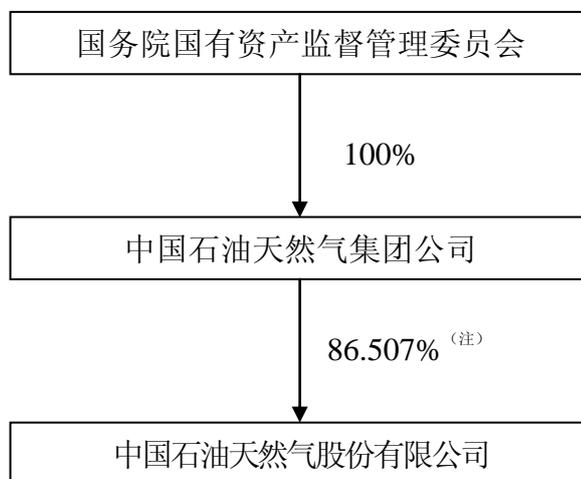 国务院国有资产监督管理委员会
100%
中国石油天然气集团公司
86.507%（注）
中国石油天然气股份有限公司